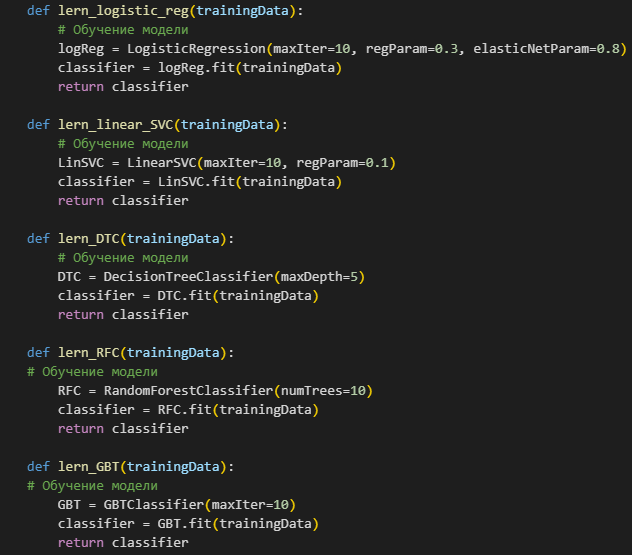 def lern_logistic_reg(trainingData):
    # Обучение модели
    logReg = LogisticRegression(maxIter=10, regParam=0.3, elasticNetParam=0.8)
    classifier = logReg.fit(trainingData)
    return classifier

def lern_linear_SVC(trainingData):
    # Обучение модели
    LinSVC = LinearSVC(maxIter=10, regParam=0.1)
    classifier = LinSVC.fit(trainingData)
    return classifier

def lern_DTC(trainingData):
    # Обучение модели
    DTC = DecisionTreeClassifier(maxDepth=5)
    classifier = DTC.fit(trainingData)
    return classifier

def lern_RFC(trainingData):
# Обучение модели
    RFC = RandomForestClassifier(numTrees=10)
    classifier = RFC.fit(trainingData)
    return classifier

def lern_GBT(trainingData):
# Обучение модели
    GBT = GBTClassifier(maxIter=10)
    classifier = GBT.fit(trainingData)
    return classifier